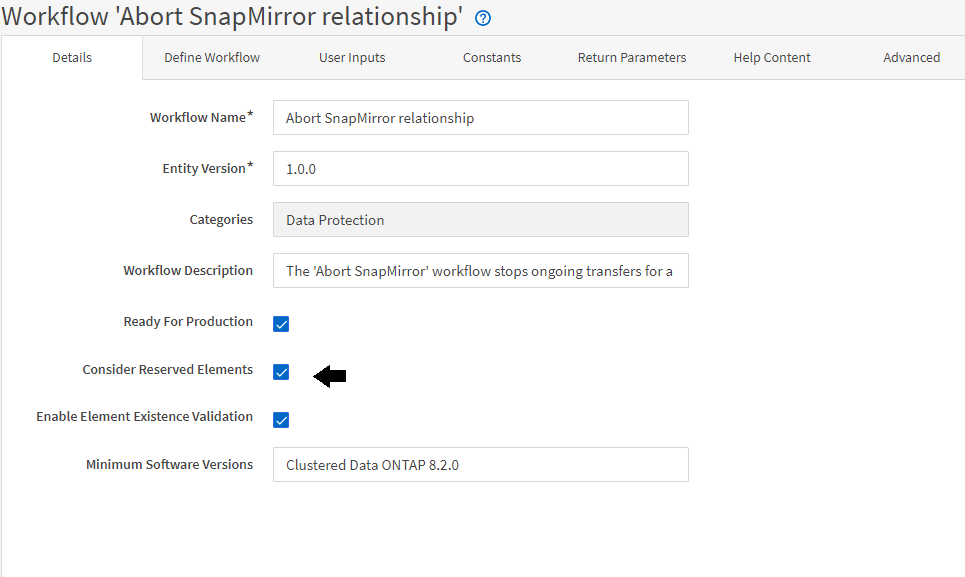 Workflow 'Abort SnapMirror relationship' ?
Details Define Workflow User Inputs Constants Return Parameters Help Content Advanced
Workflow Name* Abort SnapMirror relationship
Entity Version* 1.0.0
Categories Data Protection
Workflow Description The 'Abort SnapMirror' workflow stops ongoing transfers for a
Ready For Production
Consider Reserved Elements
Enable Element Existence Validation
Minimum Software Versions Clustered Data ONTAP 8.2.0